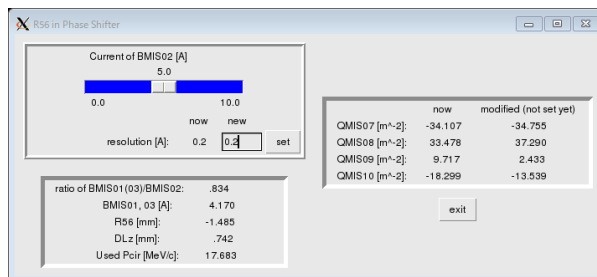 R56 in Phase Shifter
Current of BMIS02 [A]
5.0
0.0 10.0
now new
resolution [A]: 0.2 0.2 set
ratio of BMIS01(03)/BMIS02: .834
BMIS01, 03 [A]: 4.170
R56 [mm]: -1.485
DLz [mm]: .742
Used Pcir [MeV/c]: 17.683
now modified (not set yet)
QMIS07 [m^-2]: -34.107 -34.755
QMIS08 [m^-2]: 33.478 37.290
QMIS09 [m^-2]: 9.717 2.433
QMIS10 [m^-2]: -18.299 -13.539
exit